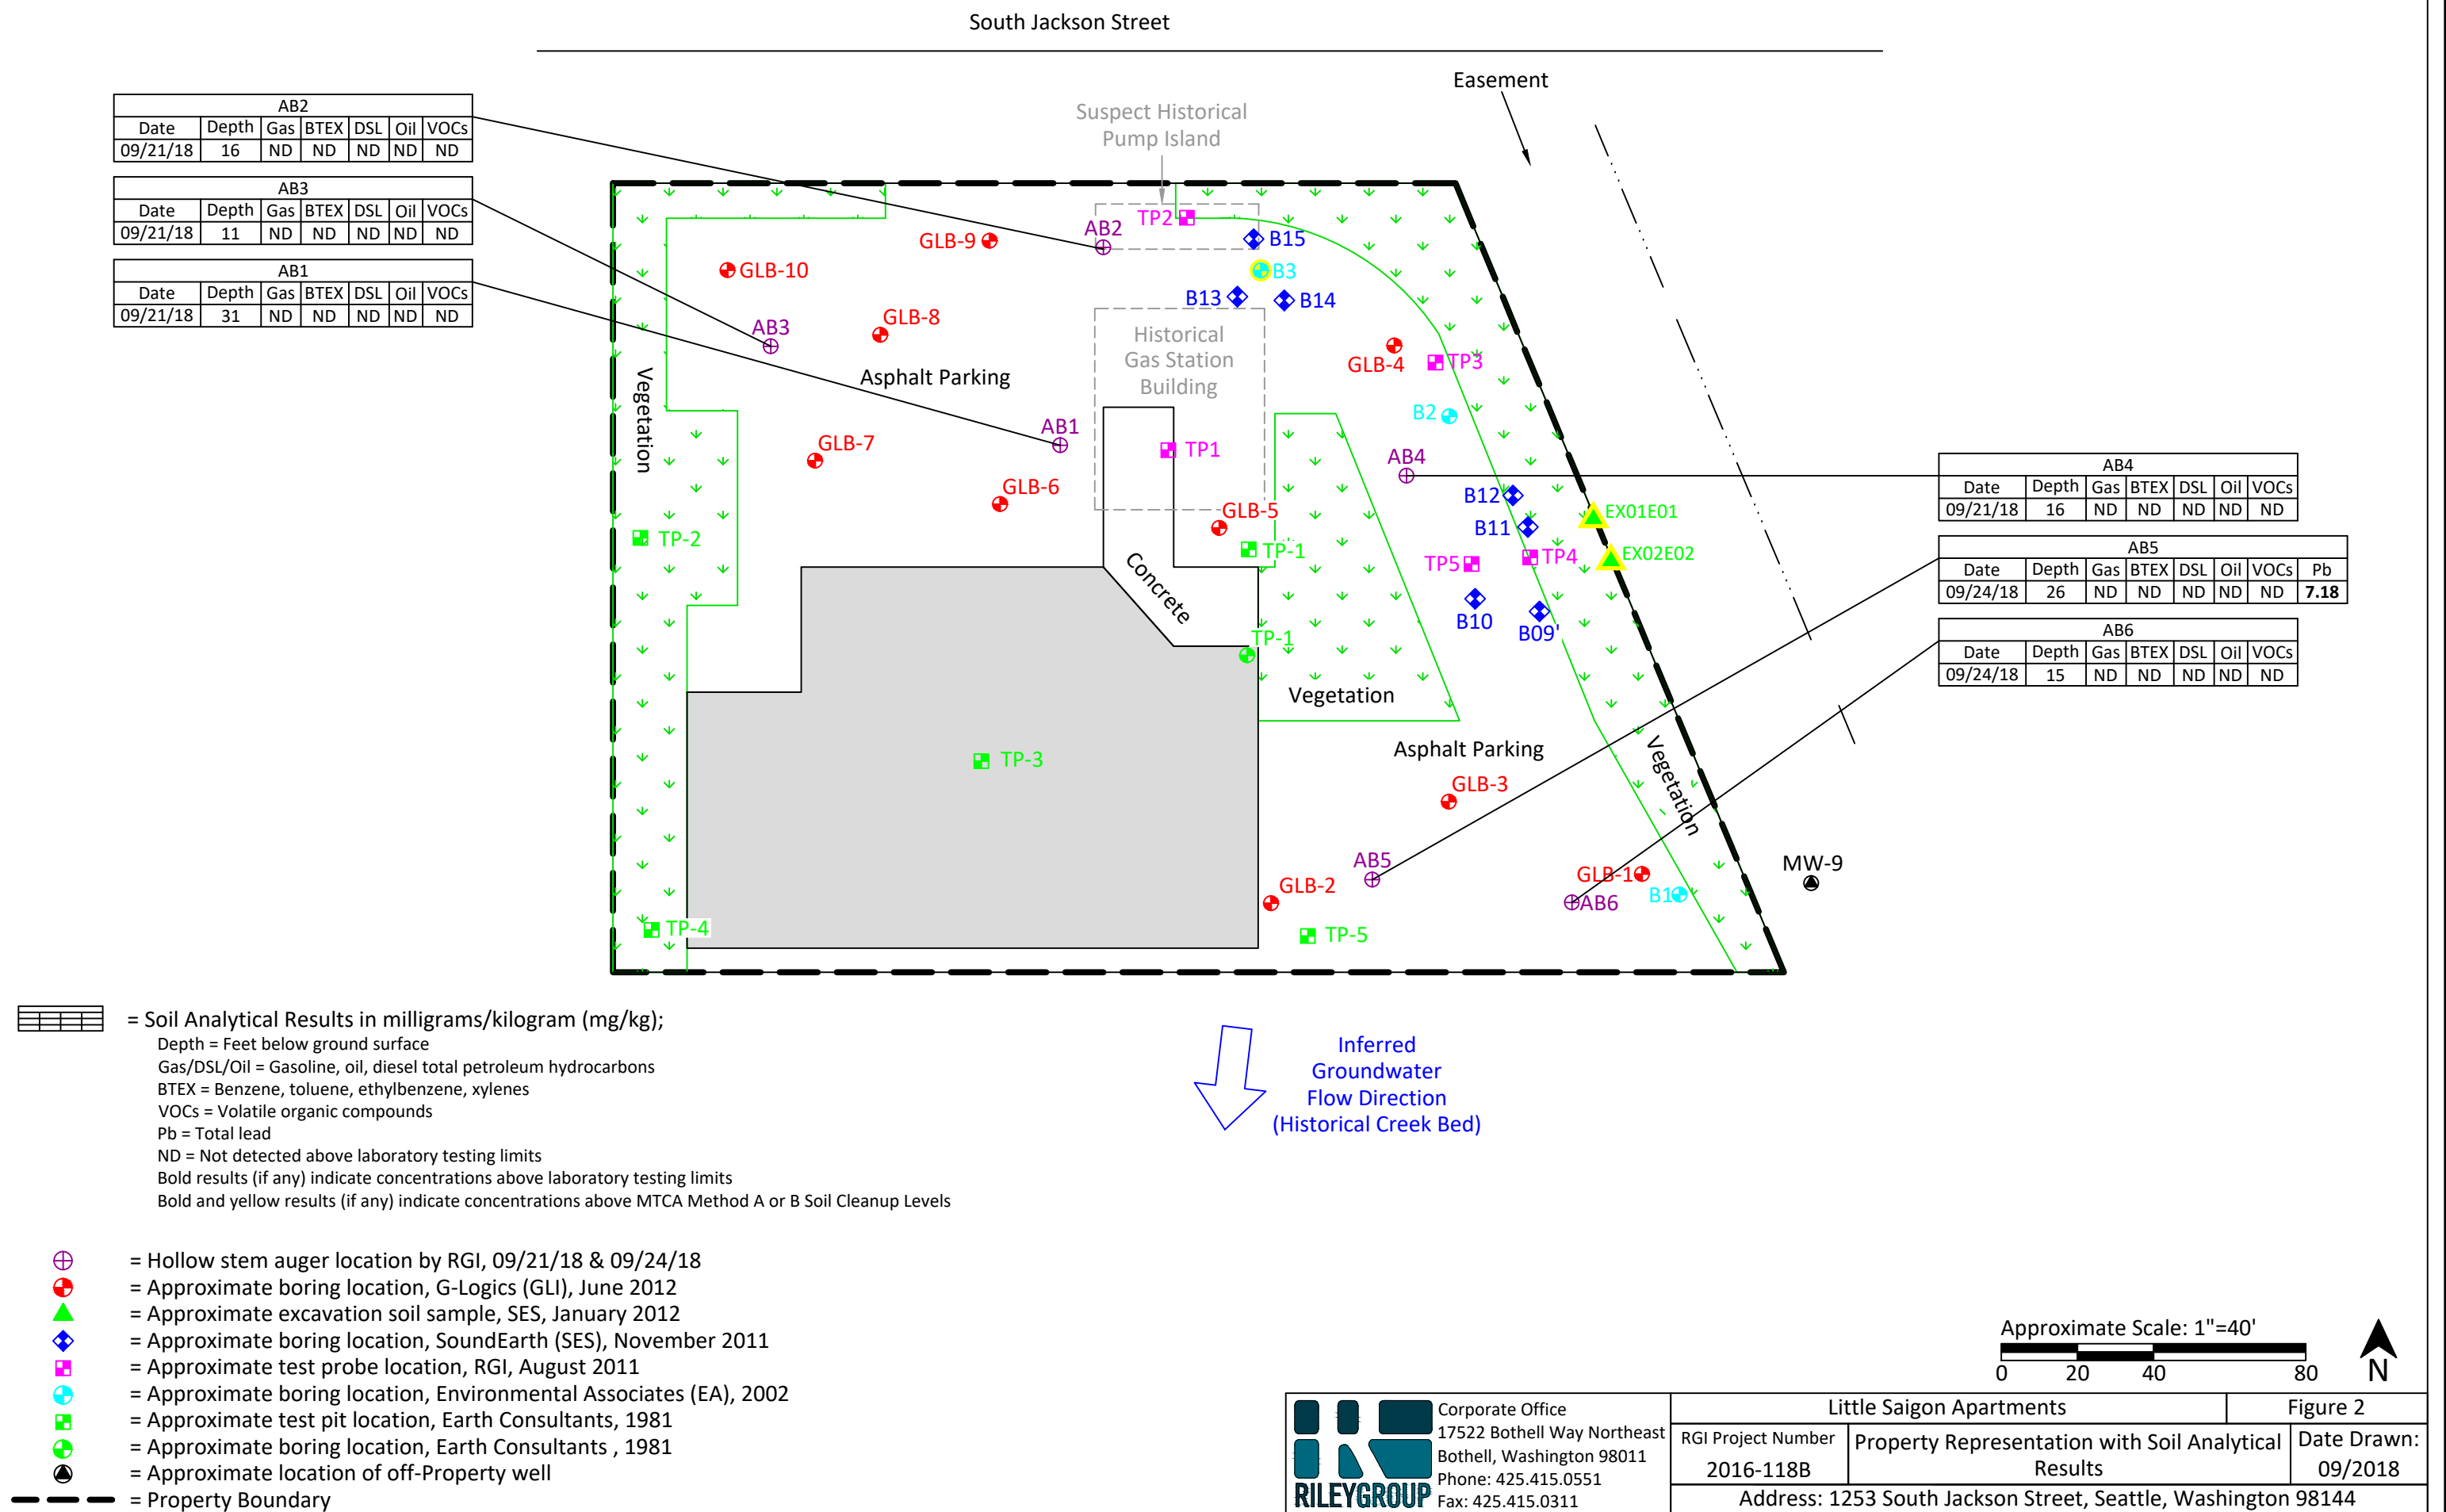 South Jackson Street
Easement
Suspect Historical
Pump Island
AB2
Date Depth Gas BTEX DSL Oil VOCs
09/21/18 16 ND ND ND ND ND
AB3
Date Depth Gas BTEX DSL Oil VOCs
09/21/18 11 ND ND ND ND ND
AB1
Date Depth Gas BTEX DSL Oil VOCs
09/21/18 31 ND ND ND ND ND
TP2
AB2
GLB-9
B15
GLB-10
B3
B13
B14
AB3
GLB-8
Historical
Gas Station
Building
GLB-4
TP3
Asphalt Parking
Vegetation
B2
AB1
TP1
GLB-7
AB4
GLB-6
B12
GLB-5
B11
EX01E01
TP-2
TP-1
TP5
TP4
EX02E02
Concrete
B10
B09'
TP-1
Vegetation
AB4
Date Depth Gas BTEX DSL Oil VOCs
09/21/18 16 ND ND ND ND ND
AB5
Date Depth Gas BTEX DSL Oil VOCs Pb
09/24/18 26 ND ND ND ND ND 7.18
AB6
Date Depth Gas BTEX DSL Oil VOCs
09/24/18 15 ND ND ND ND ND
TP-3
Asphalt Parking
Vegetation
GLB-3
AB5
GLB-1
MW-9
GLB-2
AB6
B1
TP-4
TP-5
= Soil Analytical Results in milligrams/kilogram (mg/kg);
Depth = Feet below ground surface
Gas/DSL/Oil = Gasoline, oil, diesel total petroleum hydrocarbons
BTEX = Benzene, toluene, ethylbenzene, xylenes
VOCs = Volatile organic compounds
Pb = Total lead
ND = Not detected above laboratory testing limits
Bold results (if any) indicate concentrations above laboratory testing limits
Bold and yellow results (if any) indicate concentrations above MTCA Method A or B Soil Cleanup Levels
Inferred
Groundwater
Flow Direction
(Historical Creek Bed)
= Hollow stem auger location by RGI, 09/21/18 & 09/24/18
= Approximate boring location, G-Logics (GLI), June 2012
= Approximate excavation soil sample, SES, January 2012
= Approximate boring location, SoundEarth (SES), November 2011
= Approximate test probe location, RGI, August 2011
= Approximate boring location, Environmental Associates (EA), 2002
= Approximate test pit location, Earth Consultants, 1981
= Approximate boring location, Earth Consultants , 1981
= Approximate location of off-Property well
= Property Boundary
Approximate Scale: 1"=40'
0 20 40 80
N
RILEYGROUP
Corporate Office
17522 Bothell Way Northeast
Bothell, Washington 98011
Phone: 425.415.0551
Fax: 425.415.0311
Little Saigon Apartments
Figure 2
RGI Project Number
2016-118B
Property Representation with Soil Analytical
Results
Date Drawn:
09/2018
Address: 1253 South Jackson Street, Seattle, Washington 98144